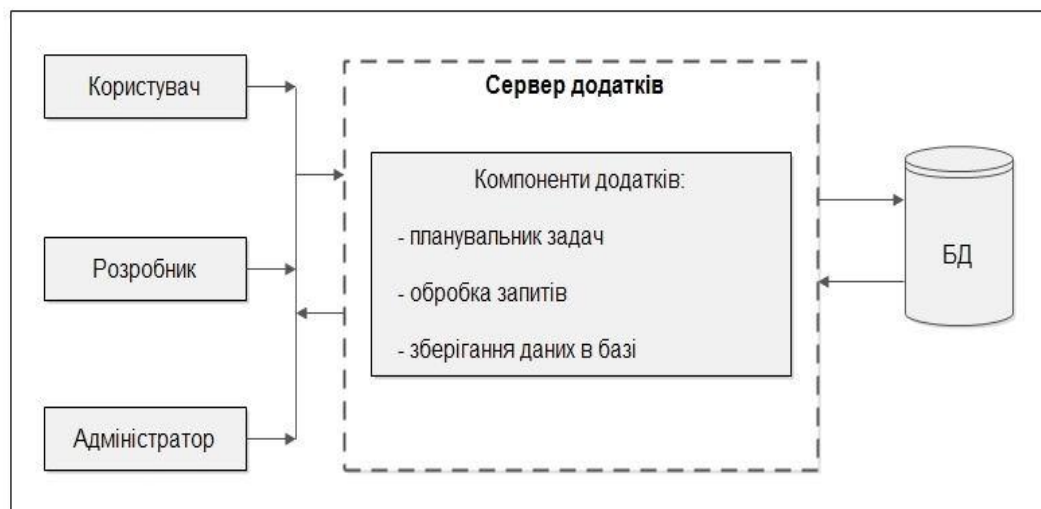 Користувач
Розробник
Адміністратор
Сервер додатків
Компоненти додатків:
- планувальник задач
- обробка запитів
- зберігання даних в базі
БД